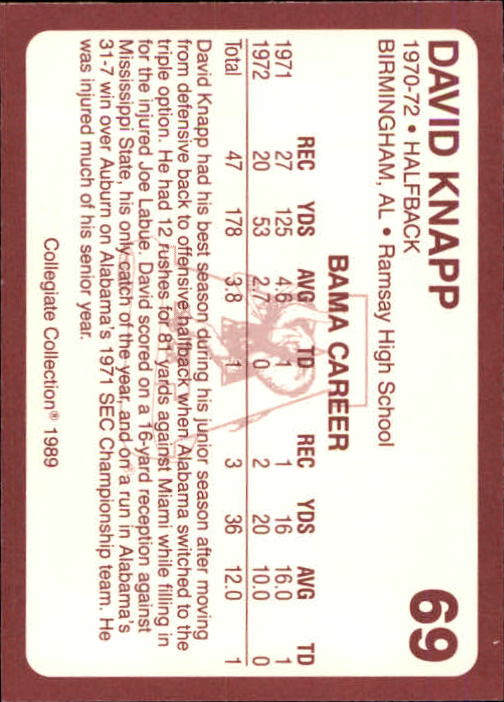 DAVID KNAPP 69
1970-72 • HALFBACK
BIRMINGHAM, AL • Ramsay High School
BAMA CAREER
REC YDS AVG TD REC YDS AVG TD
1971 27 125 4.6 1 1 16 16.0 1
1972 20 53 2.7 0 2 20 10.0 0
Total 47 178 3.8 1 3 36 12.0 1
David Knapp had his best season during his junior season after moving
from defensive back to offensive halfback when Alabama switched to the
triple option. He had 12 rushes for 81 yards against Miami while filling in
for the injured Joe Labue. David scored on a 16-yard reception against
Mississippi State, his only catch of the year, and on a run in Alabama's
31-7 win over Auburn on Alabama's 1971 SEC Championship team. He
was injured much of his senior year.
Collegiate Collection® 1989